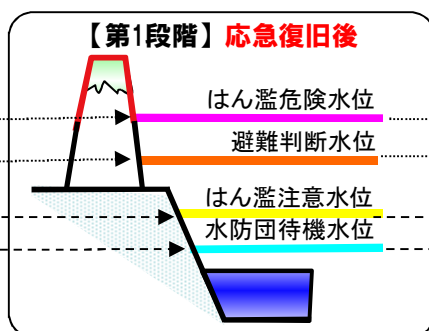 【第1段階】応急復旧後
はん濫危険水位
避難判断水位
はん濫注意水位
水防団待機水位